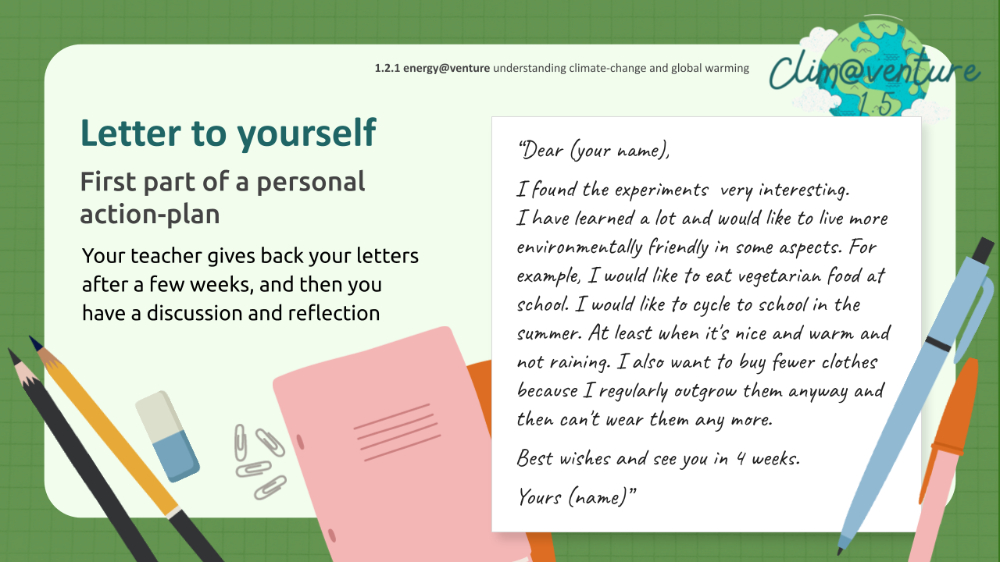 1.2.1 energy@venture understanding climate-change and global warming
Clim@venture
1.5
Letter to yourself
First part of a personal
action-plan
Your teacher gives back your letters
after a few weeks, and then you
have a discussion and reflection
“Dear (your name),
I found the experiments  very interesting.
I have learned a lot and would like to live more
environmentally friendly in some aspects. For
example, I would like to eat vegetarian food at
school. I would like to cycle to school in the
summer. At least when it's nice and warm and
not raining. I also want to buy fewer clothes
because I regularly outgrow them anyway and
then can't wear them any more.
Best wishes and see you in 4 weeks.
Yours (name)”